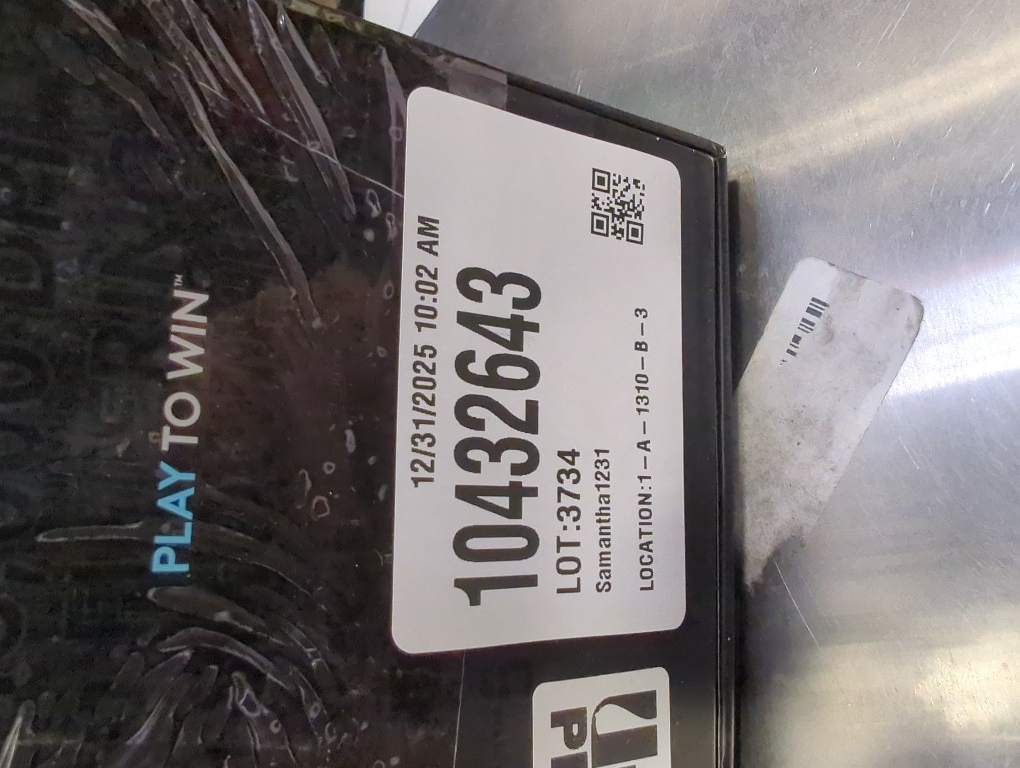 PLAY TO WIN™
12/31/2025 10:02 AM
10432643
LOT:3734
Samantha1231
LOCATION:1–A–1310–B–3